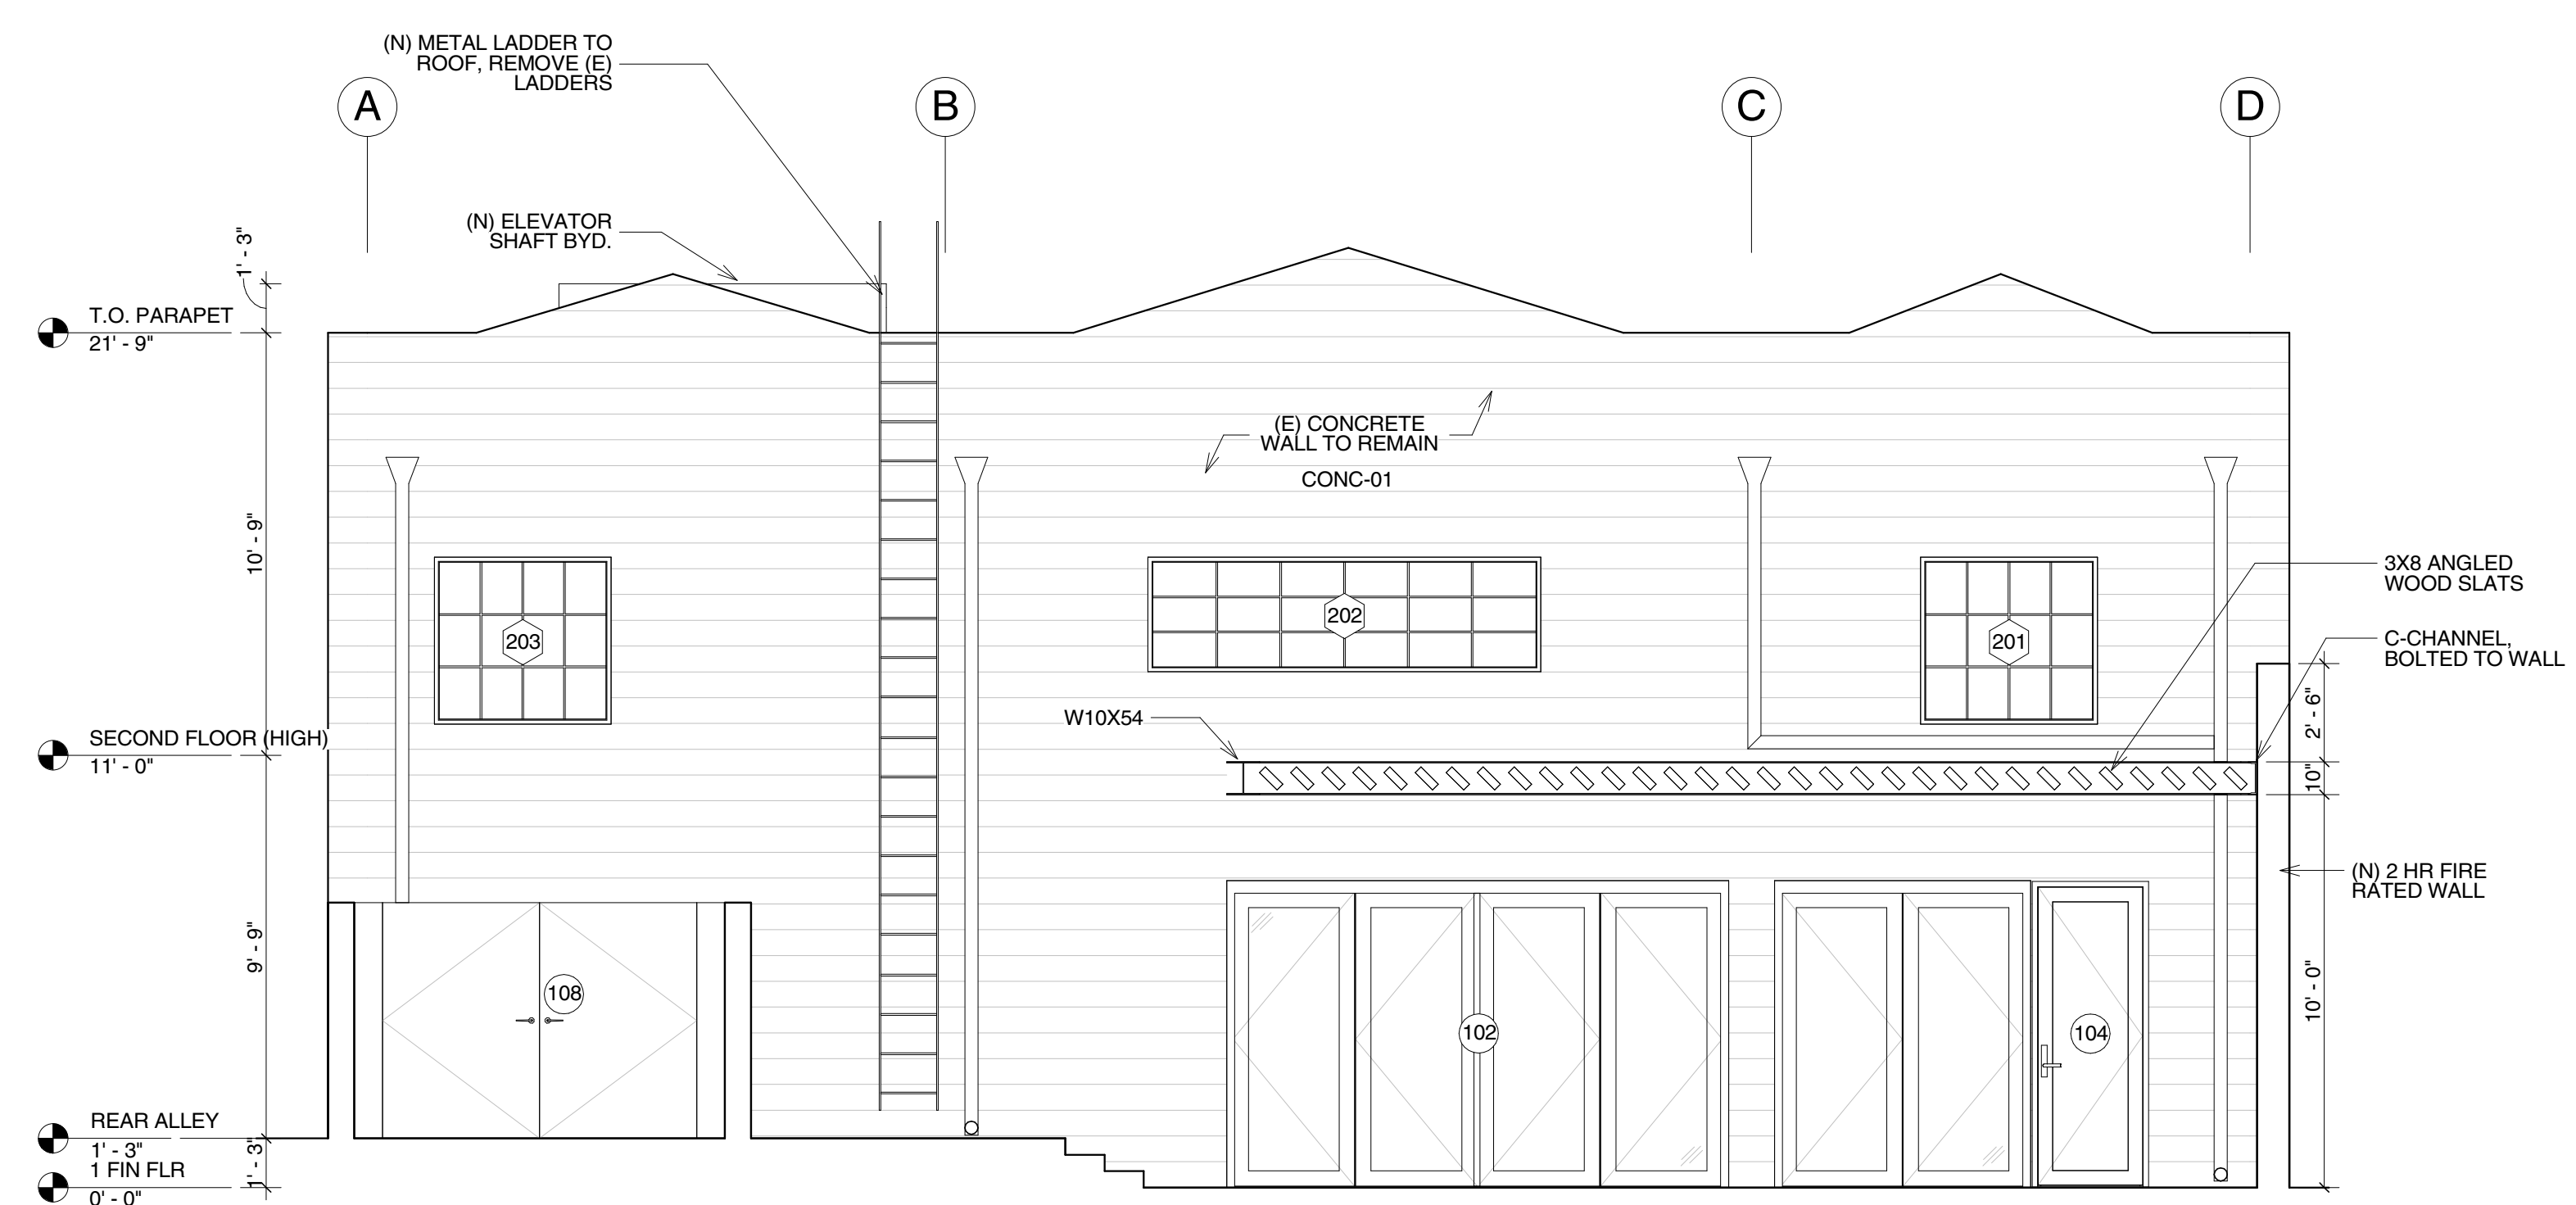 (N) METAL LADDER TO
ROOF, REMOVE (E)
LADDERS
A
B
C
D
(N) ELEVATOR
SHAFT BYD.
1' - 3"
T.O. PARAPET
21' - 9"
(E) CONCRETE
WALL TO REMAIN
CONC-01
10' - 9"
3X8 ANGLED
WOOD SLATS
203
202
201
C-CHANNEL,
BOLTED TO WALL
W10X54
2' - 6"
SECOND FLOOR (HIGH)
11' - 0"
10"
(N) 2 HR FIRE
RATED WALL
9' - 9"
108
102
104
10' - 0"
REAR ALLEY
1' - 3"
1' - 3"
1 FIN FLR
0' - 0"